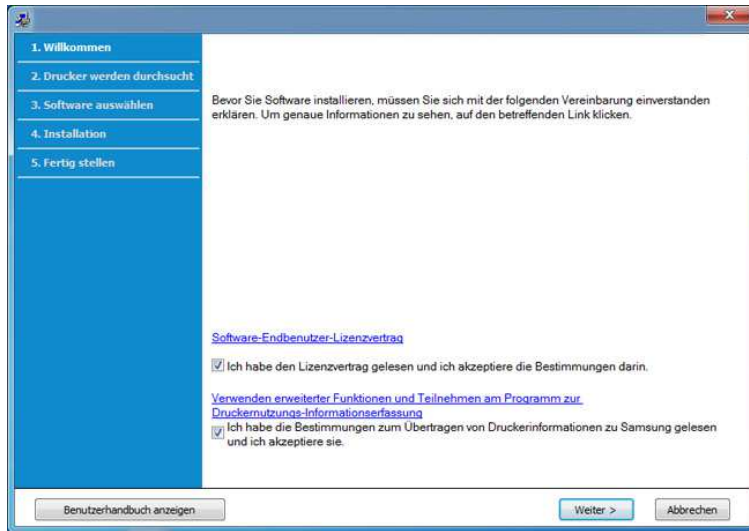 1. Willkommen
2. Drucker werden durchsucht
3. Software auswählen
4. Installation
5. Fertig stellen
Bevor Sie Software installieren, müssen Sie sich mit der folgenden Vereinbarung einverstanden
erklären. Um genaue Informationen zu sehen, auf den betreffenden Link klicken.
Software-Endbenutzer-Lizenzvertrag
Ich habe den Lizenzvertrag gelesen und ich akzeptiere die Bestimmungen darin.
Verwenden erweiterter Funktionen und Teilnehmen am Programm zur
Druckernutzungs-Informationserfassung
Ich habe die Bestimmungen zum Übertragen von Druckerinformationen zu Samsung gelesen
und ich akzeptiere sie.
Benutzerhandbuch anzeigen
Weiter >
Abbrechen